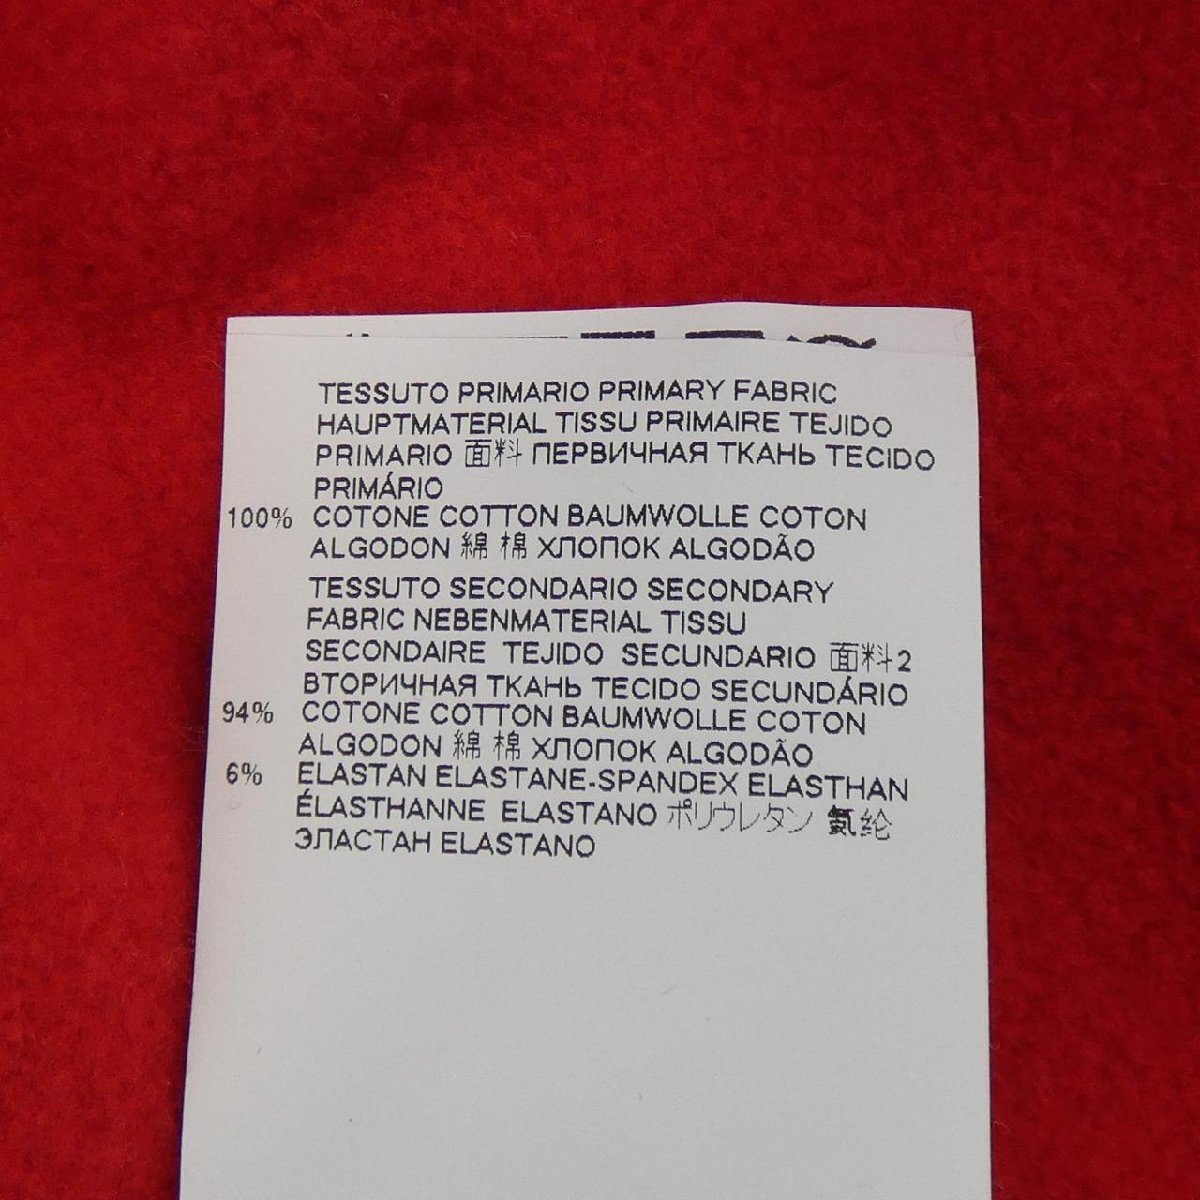 TESSUTO PRIMARIO PRIMARY FABRIC
HAUPTMATERIAL TISSU PRIMAIRE TEJIDO
PRIMARIO 面料 ПЕРВИЧНАЯ ТКАНЬ TECIDO
PRIMÁRIO
100% COTONE COTTON BAUMWOLLE COTON
ALGODON 綿 棉 ХЛОПОК ALGODÃO
TESSUTO SECONDARIO SECONDARY
FABRIC NEBENMATERIAL TISSU
SECONDAIRE TEJIDO SECUNDARIO 面料2
ВТОРИЧНАЯ ТКАНЬ TECIDO SECUNDÁRIO
94% COTONE COTTON BAUMWOLLE COTON
ALGODON 綿 棉 ХЛОПОК ALGODÃO
6% ELASTAN ELASTANE-SPANDEX ELASTHAN
ÉLASTHANNE ELASTANO ポリウレタン 氨纶
ЭЛАСТАН ELASTANO